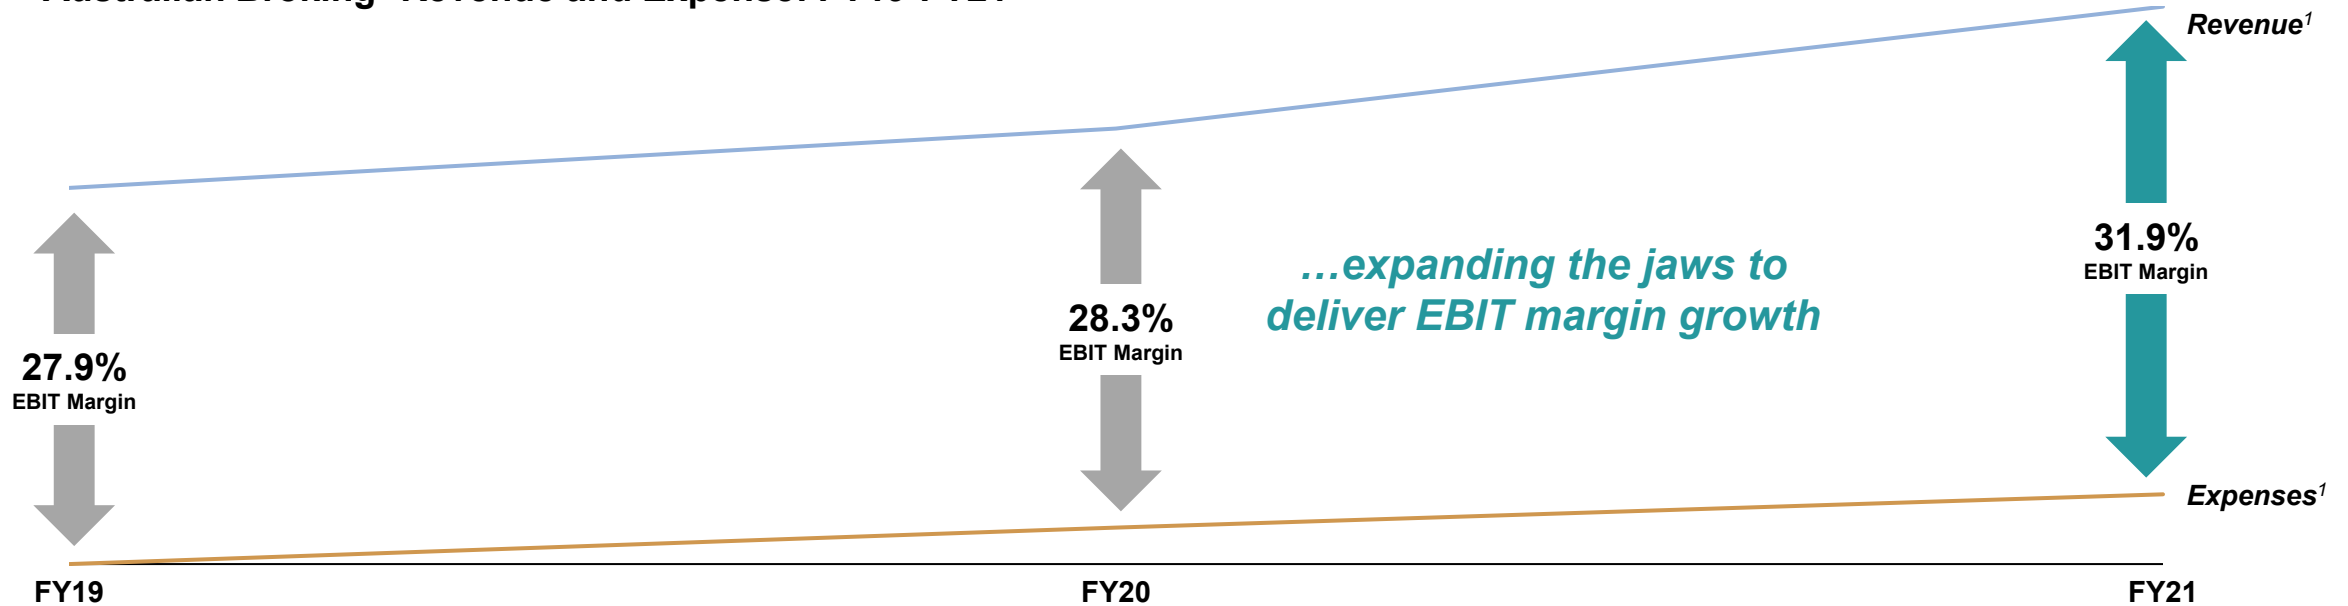 Revenue¹
31.9%
EBIT Margin
…expanding the jaws to
deliver EBIT margin growth
28.3%
EBIT Margin
27.9%
EBIT Margin
Expenses¹
FY19
FY20
FY21